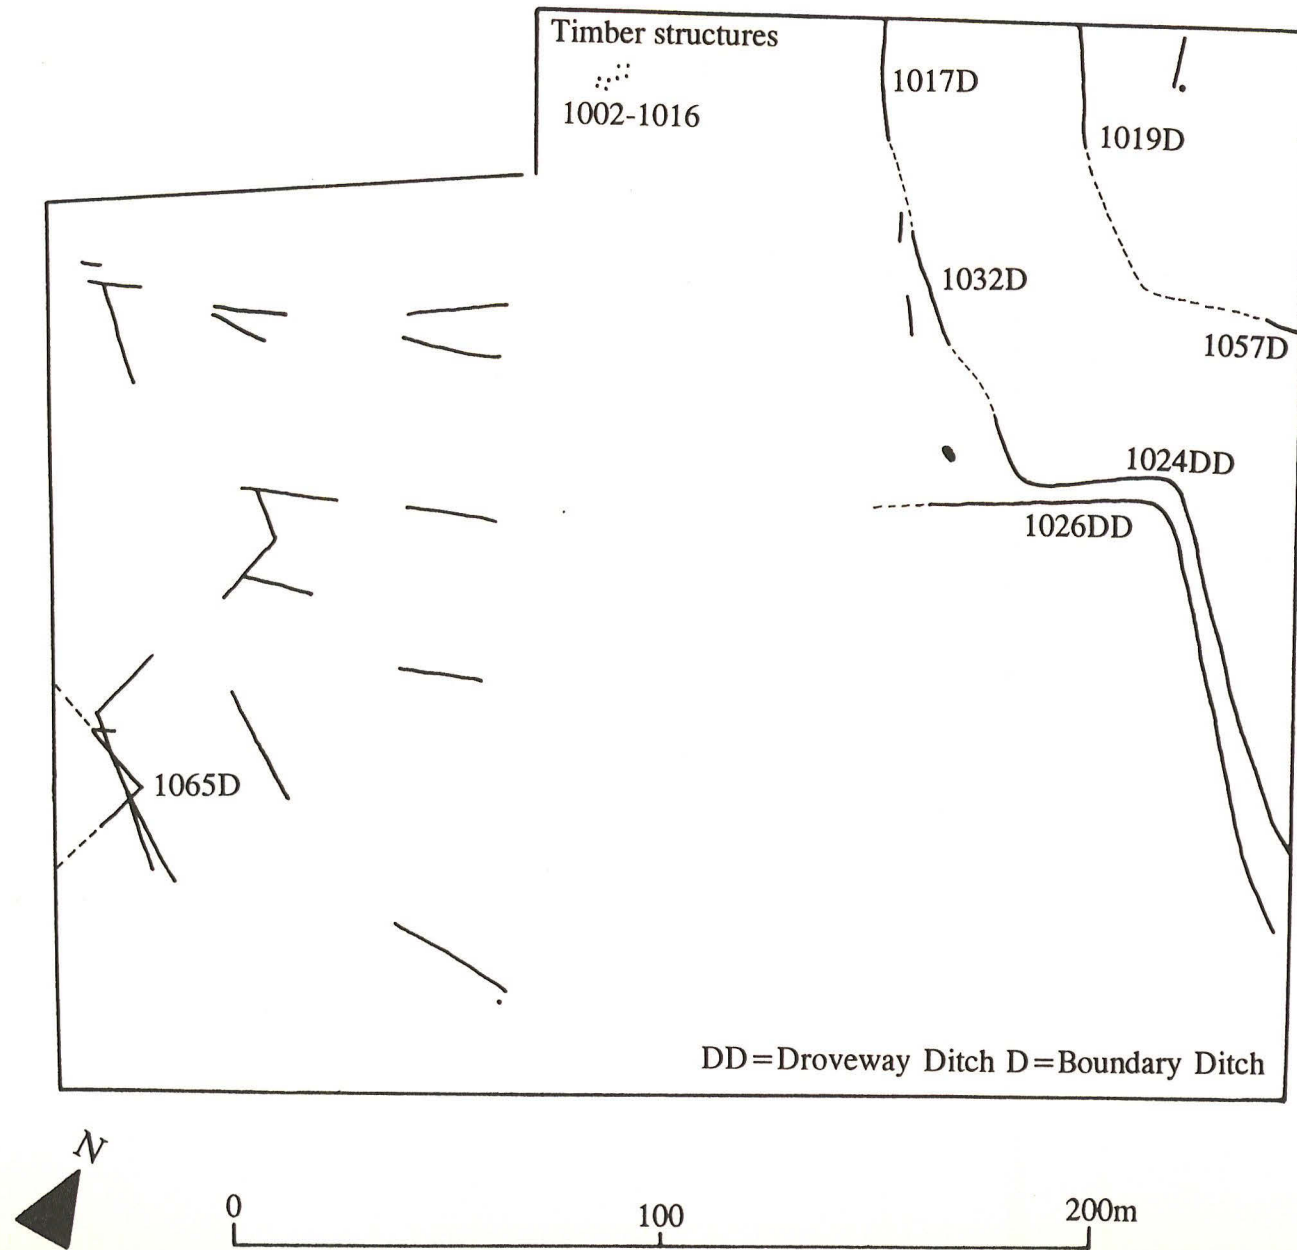 Timber structures
1002-1016
1017D
1019D
1032D
1057D
1024DD
1026DD
1065D
DD=Droveway Ditch D=Boundary Ditch
N
0
100
200m